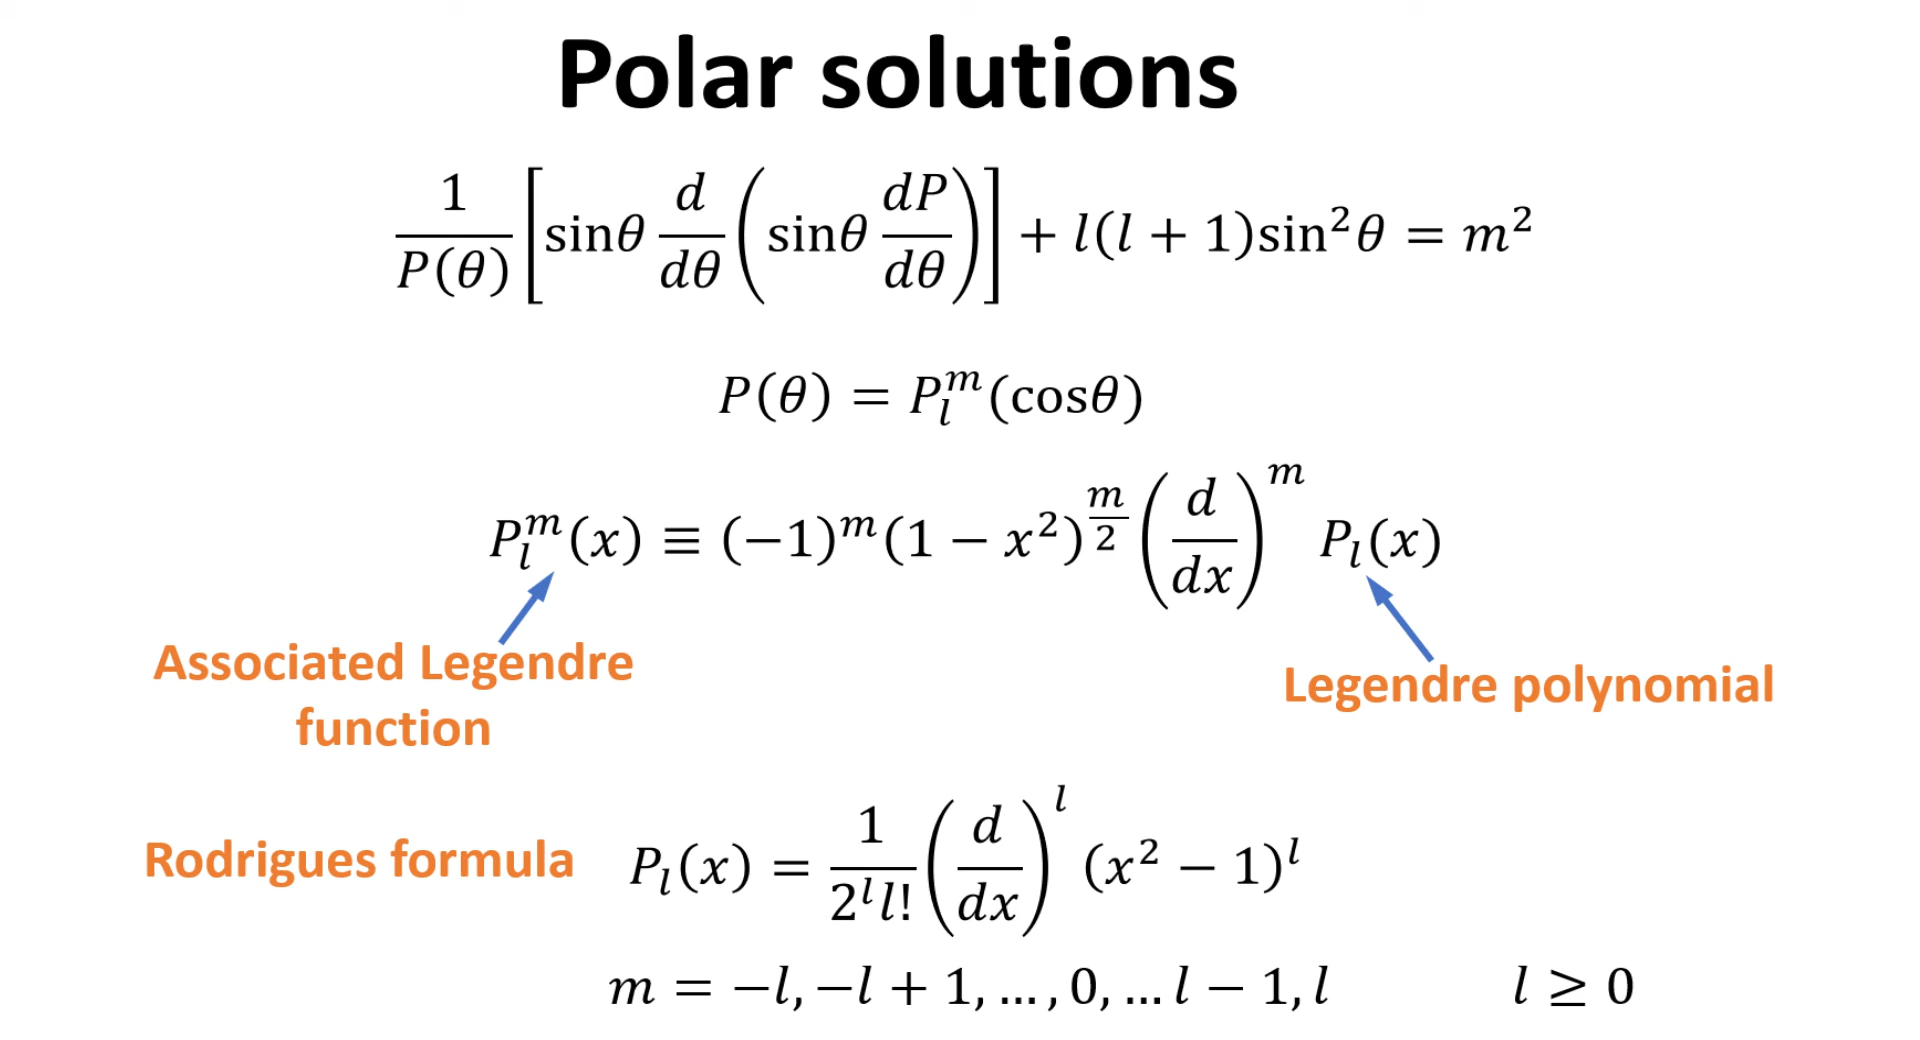 Polar solutions
1/P(θ) [sinθ d/dθ (sinθ dP/dθ)] + l(l + 1)sin²θ = m²
P(θ) = P_l^m(cosθ)
P_l^m(x) ≡ (−1)^m(1 − x²)^(m/2) (d/dx)^m P_l(x)
Associated Legendre
function
Legendre polynomial
Rodrigues formula P_l(x) = 1/(2^l l!) (d/dx)^l (x² − 1)^l
m = −l, −l + 1, … , 0, … l − 1, l l ≥ 0